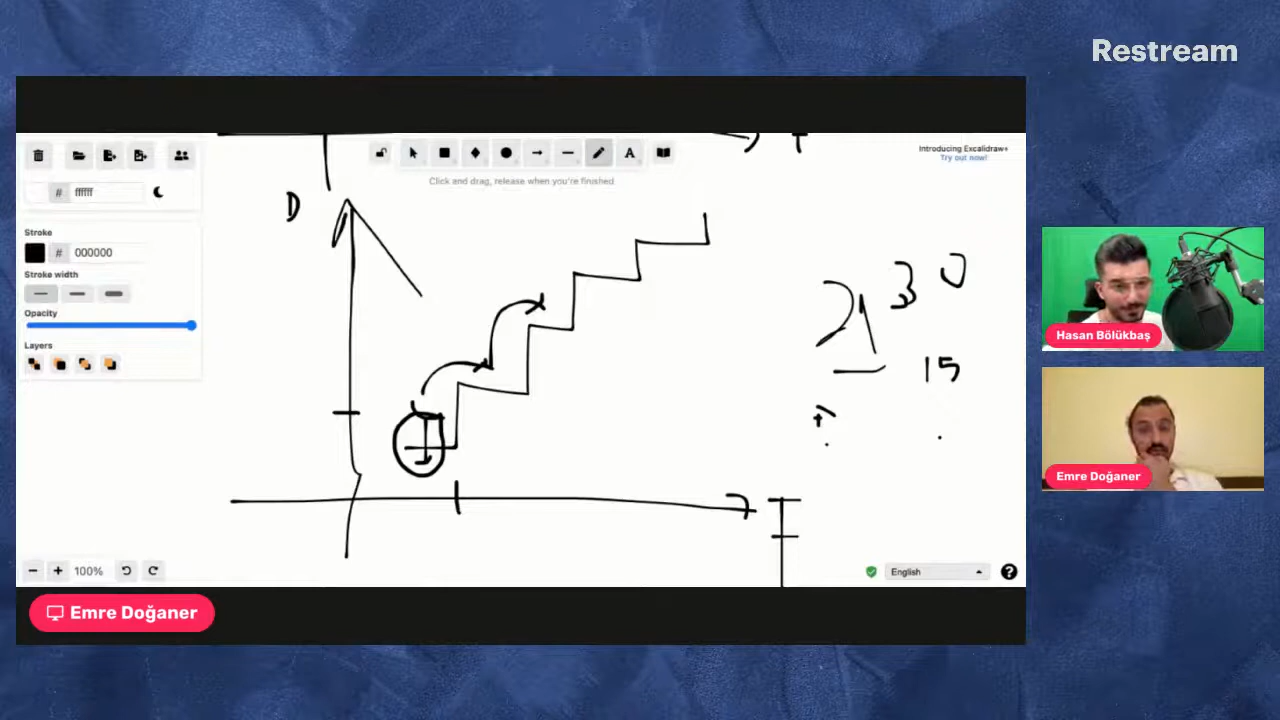 Restream
Introducing Excalidraw+
Try out now!
A
Click and drag, release when you're finished
# ffffff
D
Stroke
# 000000
Stroke width
Opacity
Layers
30
15
Hasan Bölükbaş
Emre Doğaner
100%
English
?
Emre Doğaner